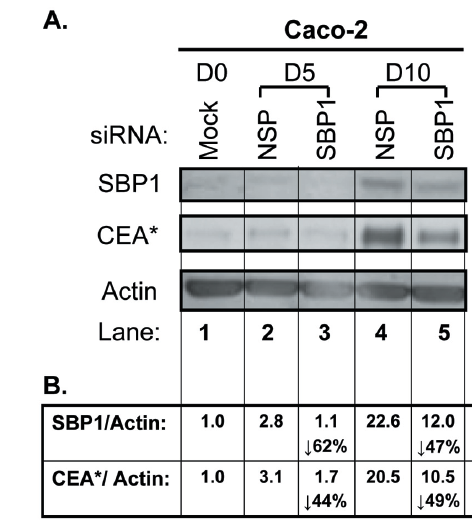 A.
Caco-2
D0 D5 D10
siRNA: Mock NSP SBP1 NSP SBP1
SBP1
CEA*
Actin
Lane: 1 2 3 4 5
B.
SBP1/Actin: 1.0 2.8 1.1 22.6 12.0
↓62% ↓47%
CEA*/ Actin: 1.0 3.1 1.7 20.5 10.5
↓44% ↓49%